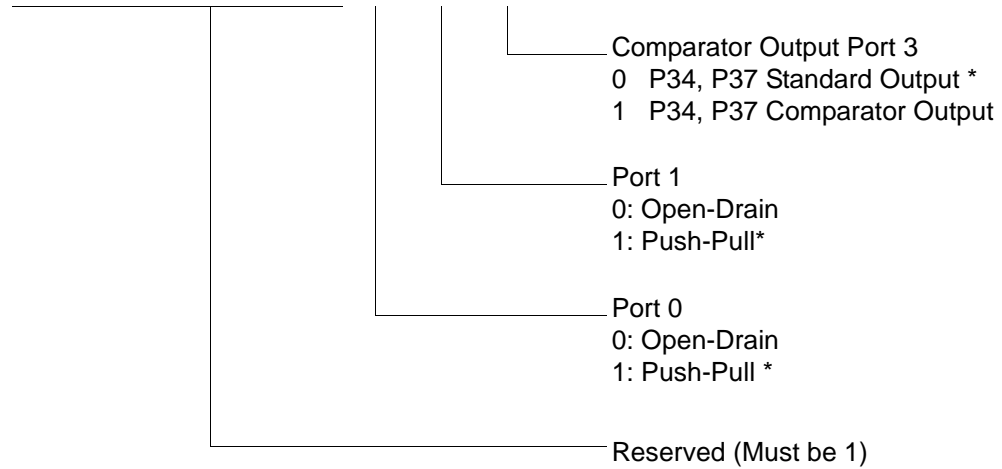 Comparator Output Port 3
0 P34, P37 Standard Output *
1 P34, P37 Comparator Output
Port 1
0: Open-Drain
1: Push-Pull*
Port 0
0: Open-Drain
1: Push-Pull *
Reserved (Must be 1)